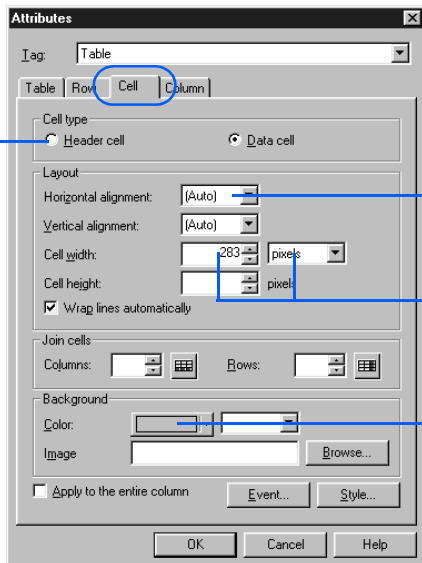 Attributes
Tag: Table
Table Row Cell Column
Cell type
Header cell Data cell
Layout
Horizontal alignment: (Auto)
Vertical alignment: (Auto)
Cell width: 283 pixels
Cell height: pixels
Wrap lines automatically
Join cells
Columns: Rows:
Background
Color:
Image Browse...
Apply to the entire column Event... Style...
OK Cancel Help